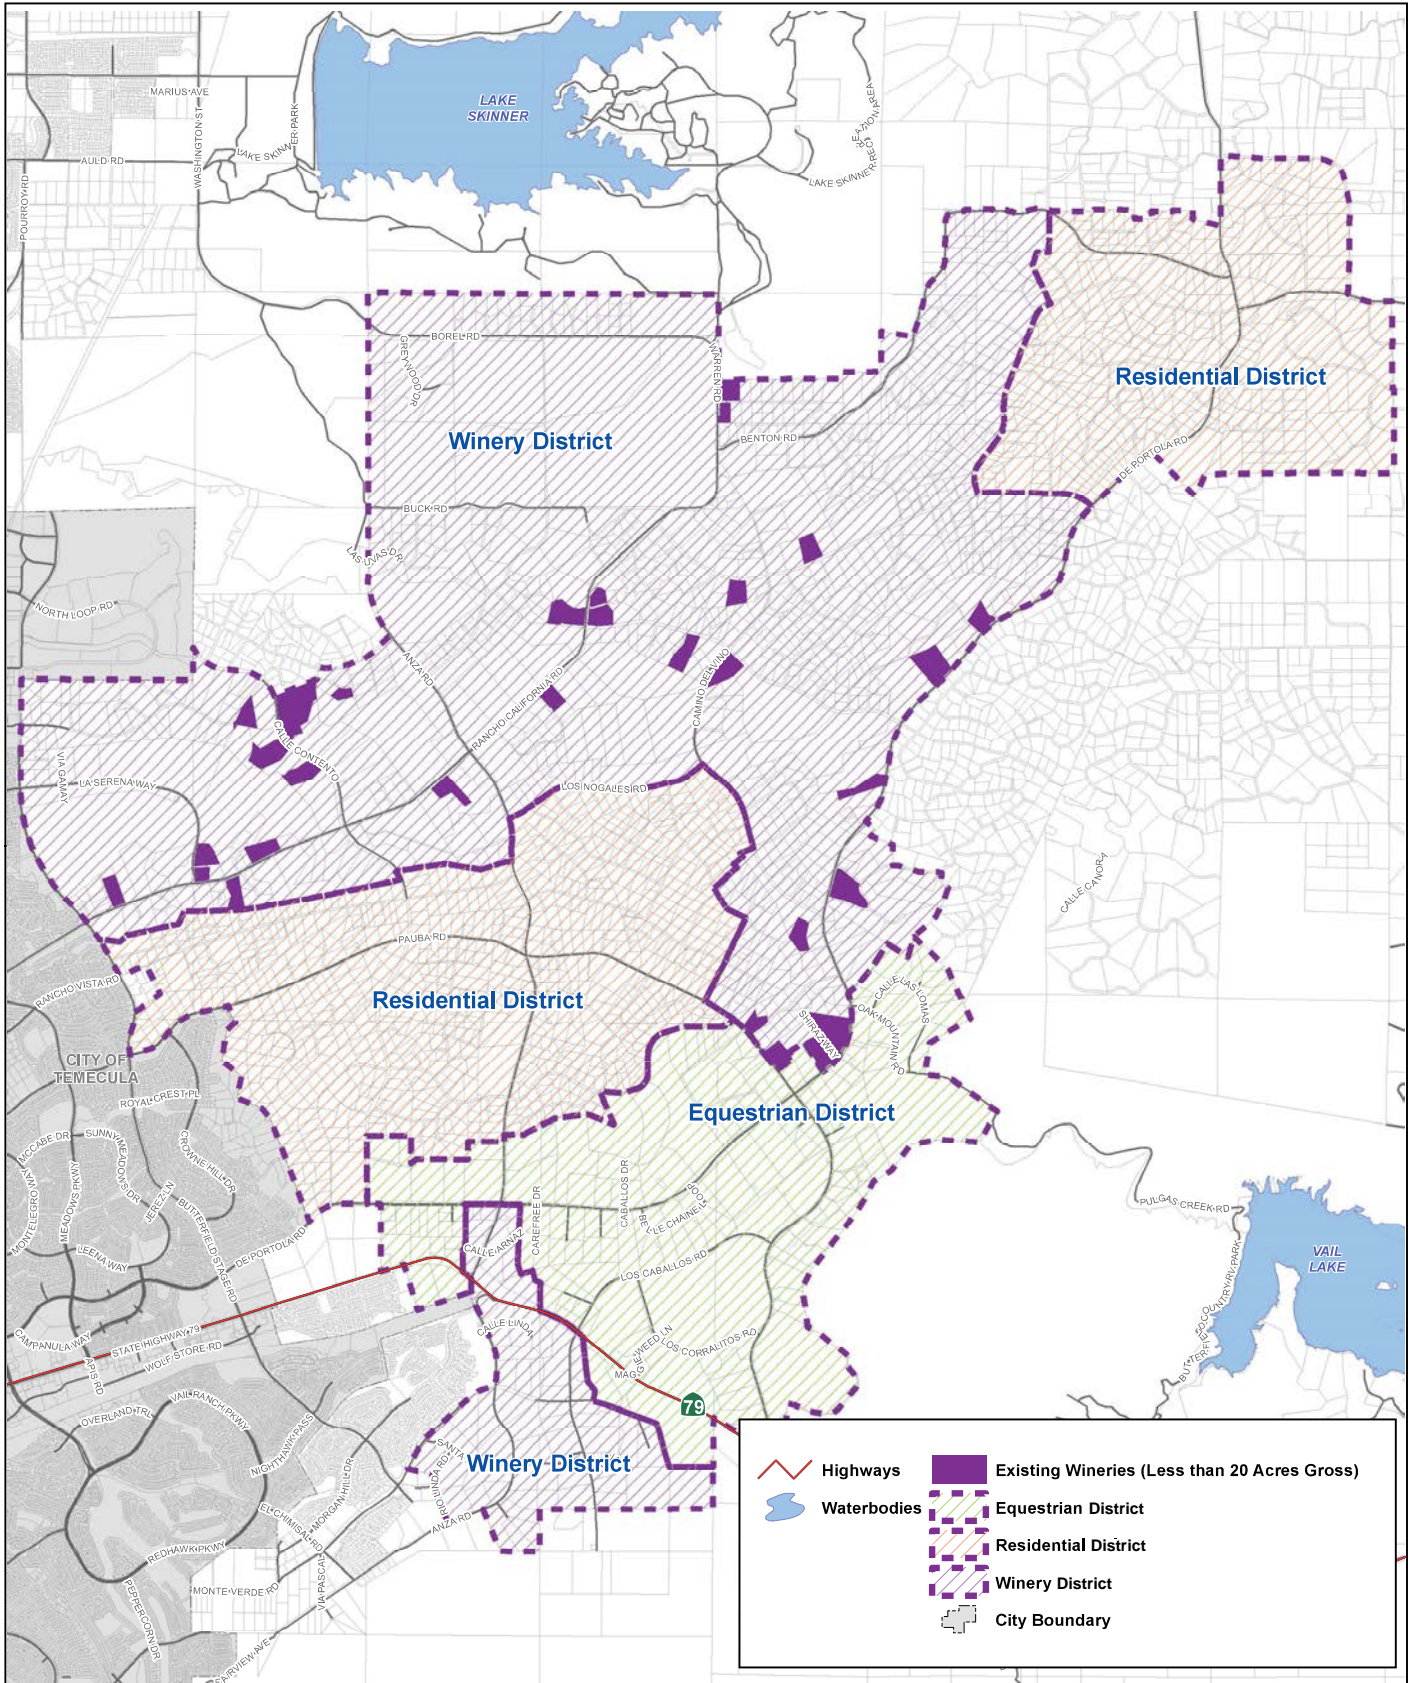 MARIUS AVE
LAKE
SKINNER
WASHINGTON ST
LAKE SKINNER PARK
AULD RD
POURROY RD
LAKE SKINNER RECREATION AREA
BOREL RD
GREYWOOD DR
WARREN RD
Residential District
Winery District
BENTON RD
DE PORTOLA RD
BUCK RD
LAS UVAS DR
NORTH LOOP RD
ANZA RD
RANCHO CALIFORNIA RD
CAMINO DEL VINO
CALLE CONTENTO
VIA GAMAY
LA SERENA WAY
LOS NOGALES RD
PAUBA RD
RANCHO VISTA RD
Residential District
CALLE LAS LOMAS
OAK MOUNTAIN RD
SHIRAZ WAY
CITY OF
TEMECULA
ROYAL CREST PL
Equestrian District
MCCABE DR
SUNNY MEADOWS DR
CROWNE HILL DR
MONTELEGRO WAY
MEADOWS PKWY
JEREZ LN
BUTTERFIELD STAGE RD
LEENA WAY
DE PORTOLA RD
CABALLOS DR
CAREFREE DR
CALLE ARNAZ
LOS CABALLOS RD
PULGAS CREEK RD
VAIL
LAKE
CAMPANULA WAY
STATE HIGHWAY 79
WOLF STORE RD
APIS RD
CALLE LINDA
LOS CORRALITOS RD
MAGGIE WEED LN
79
VAIL RANCH PKWY
OVERLAND TRL
NIGHTHAWK PASS
SANTA
RIO LINDA RD
Winery District
ANZA RD
EL CHIMISAL RD
MORGAN HILL DR
REDHAWK PKWY
MONTE VERDE RD
VIA PASCAL
PEPPERCORN DR
FAIRVIEW AVE
Highways
Waterbodies
Existing Wineries (Less than 20 Acres Gross)
Equestrian District
Residential District
Winery District
City Boundary